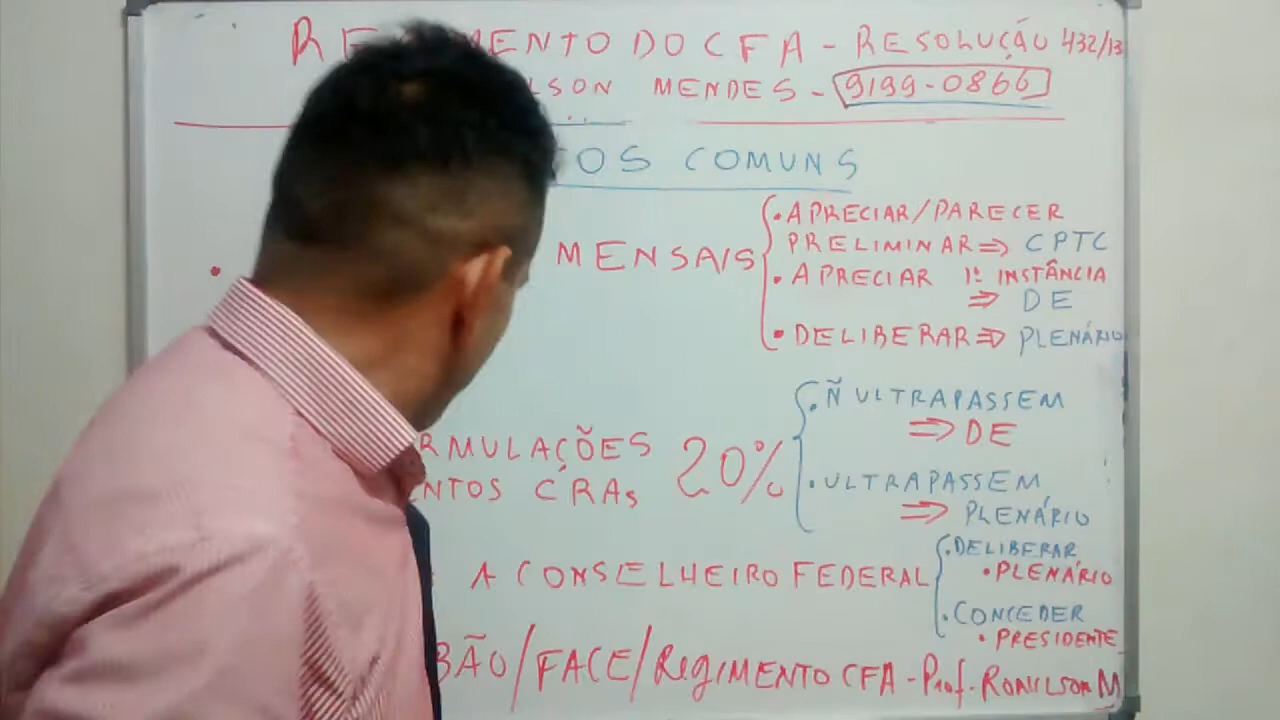 REGIMENTO DO CFA - RESOLUÇÃO 432/13
LSON MENDES - 9199-0866
TOS COMUNS
MENSAIS
• APRECIAR/PARECER
PRELIMINAR ⇒ CPTC
• APRECIAR 1ª INSTÂNCIA
⇒ DE
• DELIBERAR ⇒ PLENÁRIO
RMULAÇÕES
NTOS CRAs
20%
• Ñ ULTRAPASSEM
⇒ DE
• ULTRAPASSEM
⇒ PLENÁRIO
A CONSELHEIRO FEDERAL
• DELIBERAR
• PLENÁRIO
• CONCEDER
• PRESIDENTE
BÃO/FACE/REGIMENTO CFA - Prof. RONILSON M